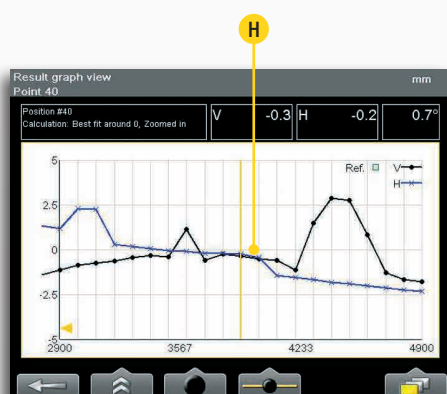 H
Result graph view
Point 40
mm
Position #40
Calculation: Best fit around 0, Zoomed in
V -0.3 H -0.2 0.7°
Ref. V
H
5
2.5
0
-2.5
-5
2900 3567 4233 4900